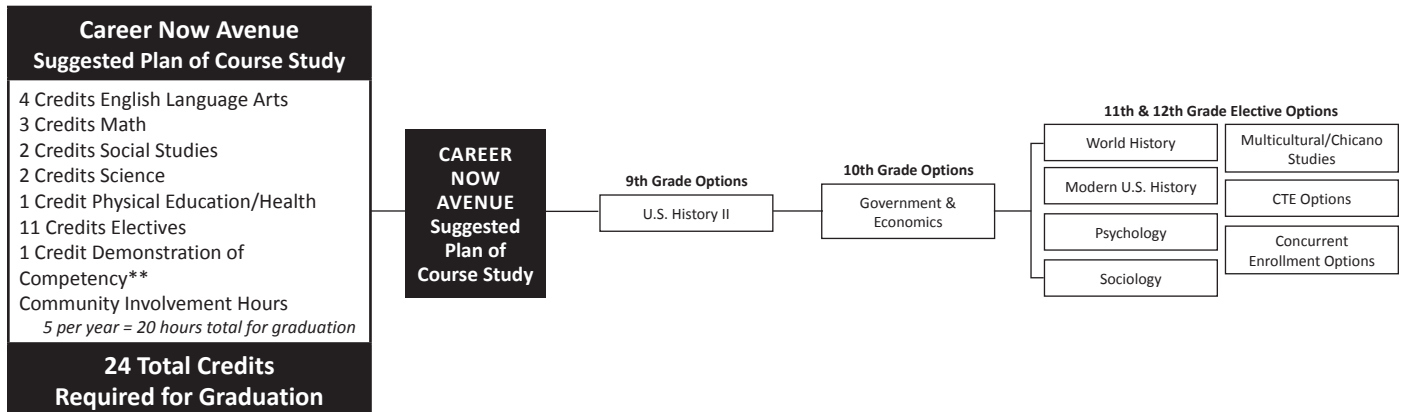 Career Now Avenue
Suggested Plan of Course Study
4 Credits English Language Arts
3 Credits Math
2 Credits Social Studies
2 Credits Science
1 Credit Physical Education/Health
11 Credits Electives
1 Credit Demonstration of
Competency**
Community Involvement Hours
5 per year = 20 hours total for graduation
24 Total Credits
Required for Graduation
CAREER
NOW
AVENUE
Suggested
Plan of
Course Study
9th Grade Options
U.S. History II
10th Grade Options
Government &
Economics
11th & 12th Grade Elective Options
World History
Modern U.S. History
Psychology
Sociology
Multicultural/Chicano
Studies
CTE Options
Concurrent
Enrollment Options